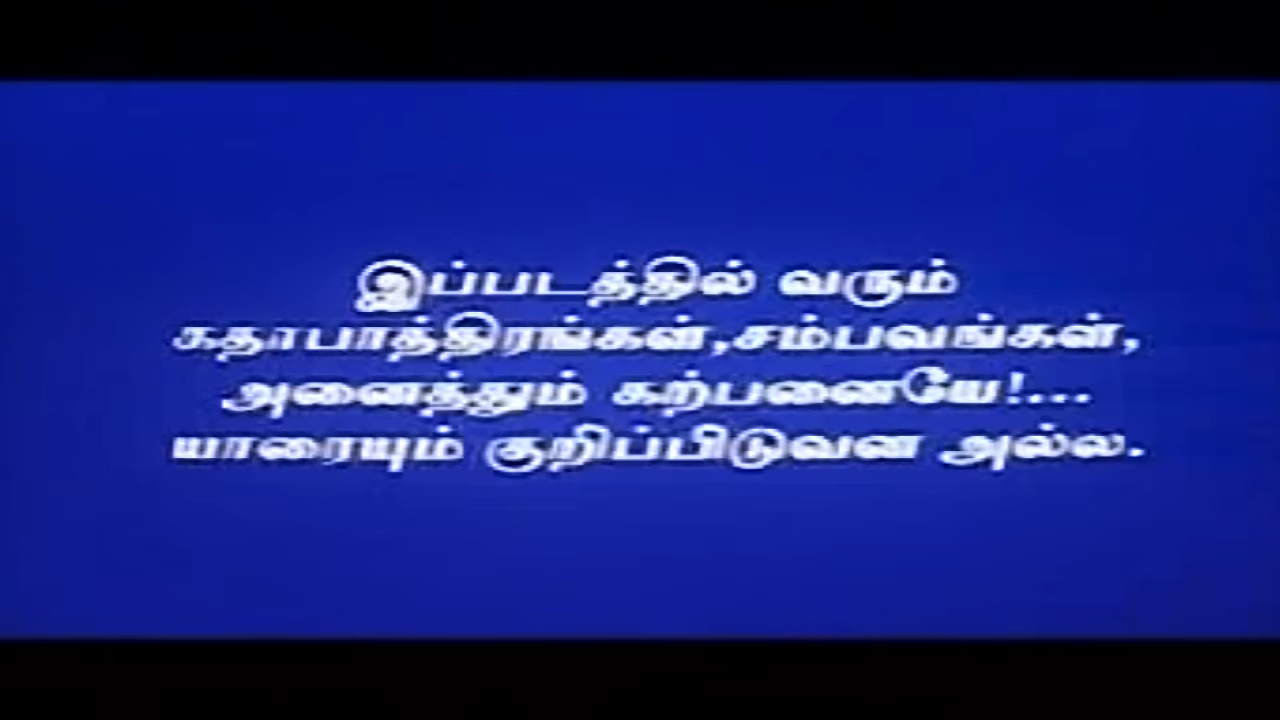 இப்படத்தில் வரும்
கதாபாத்திரங்கள்,சம்பவங்கள்,
அனைத்தும் கற்பனையே!...
யாரையும் குறிப்பிடுவன அல்ல.